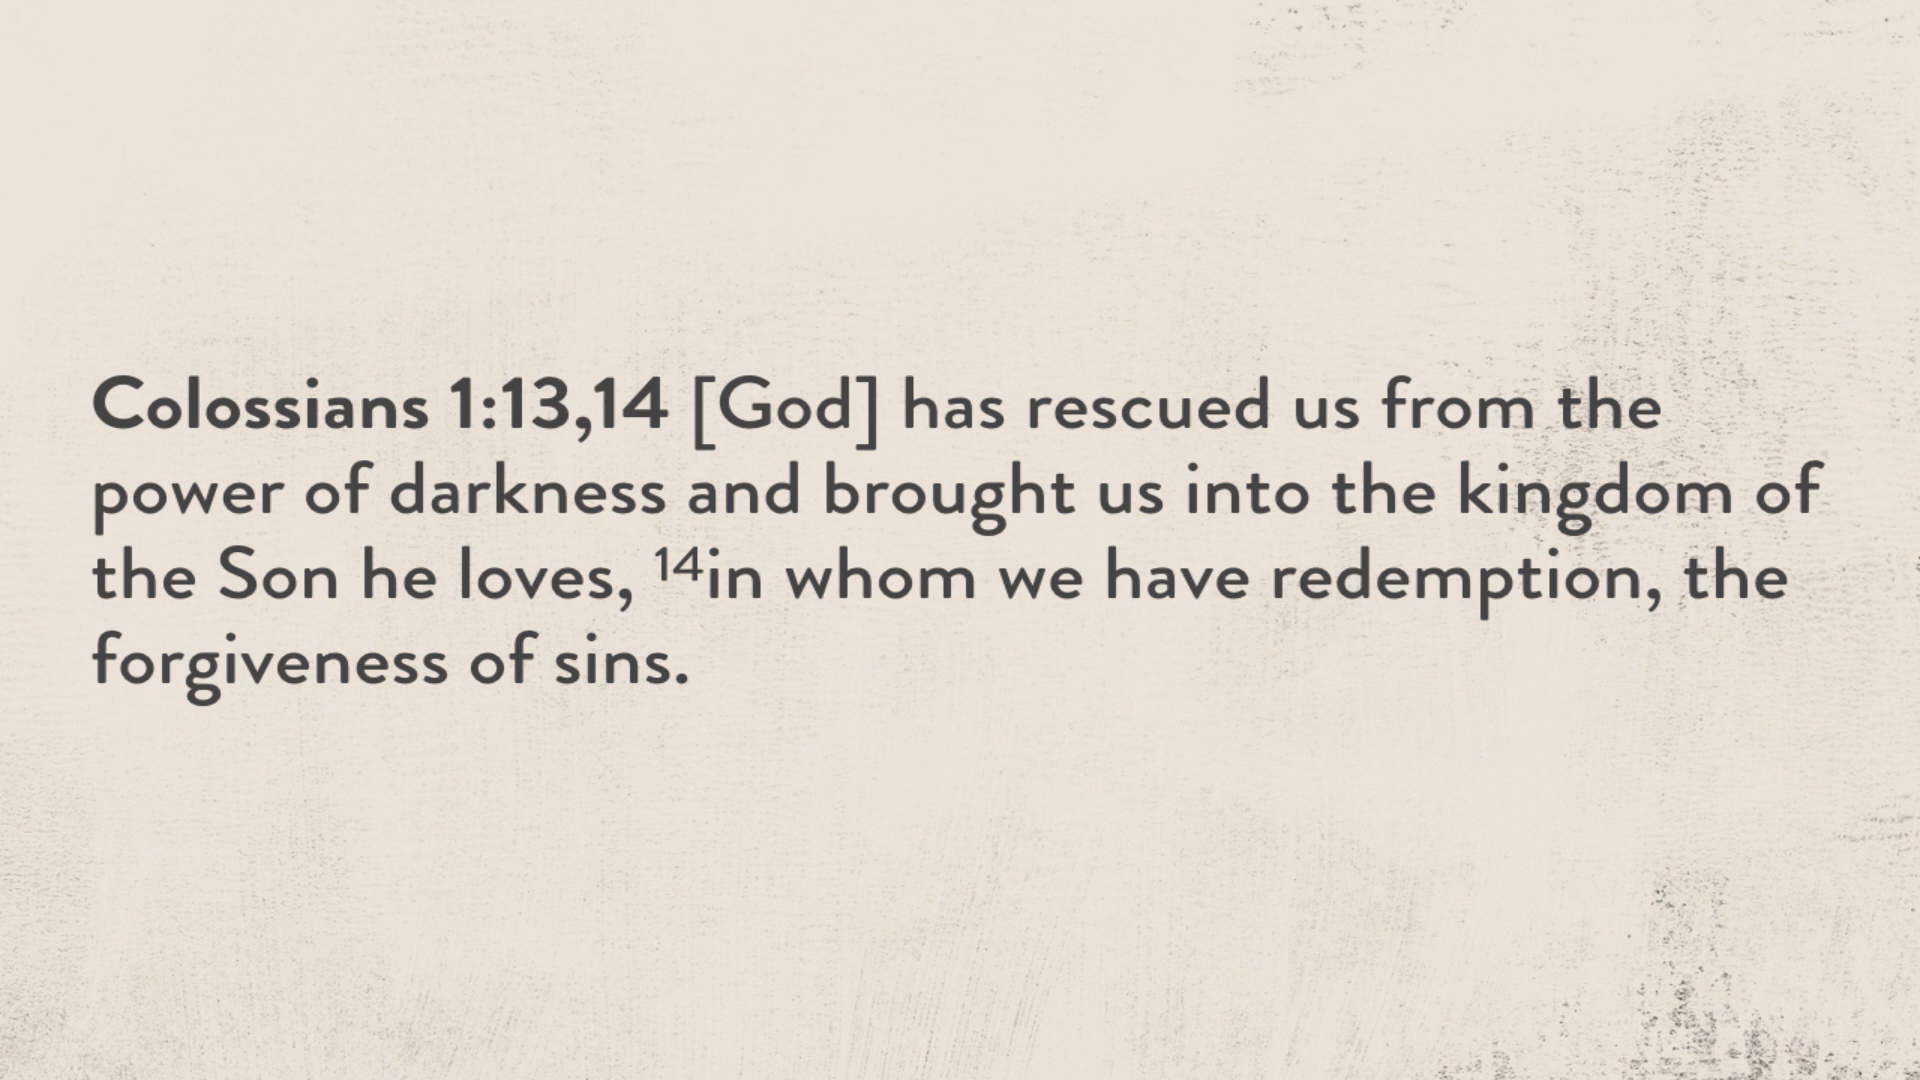 Colossians 1:13,14 [God] has rescued us from the
power of darkness and brought us into the kingdom of
the Son he loves, ¹⁴in whom we have redemption, the
forgiveness of sins.